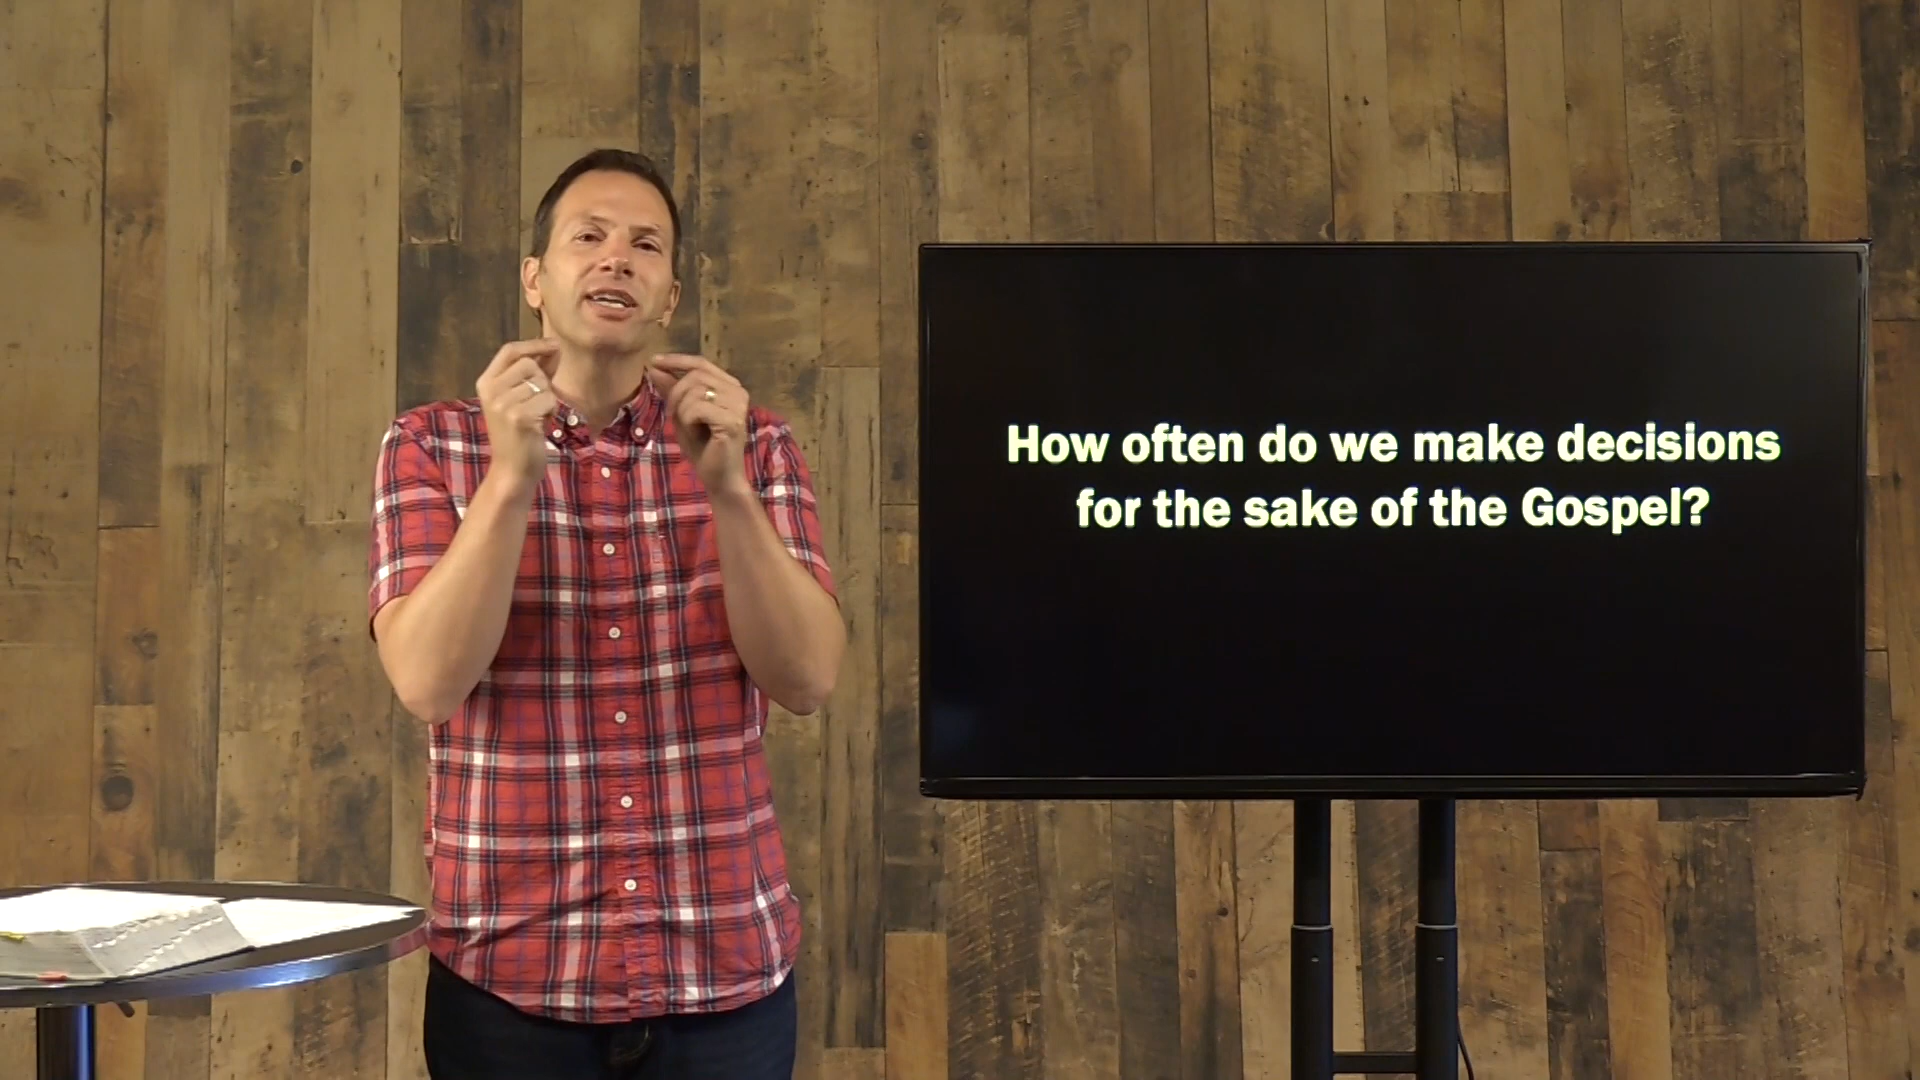 How often do we make decisions
for the sake of the Gospel?